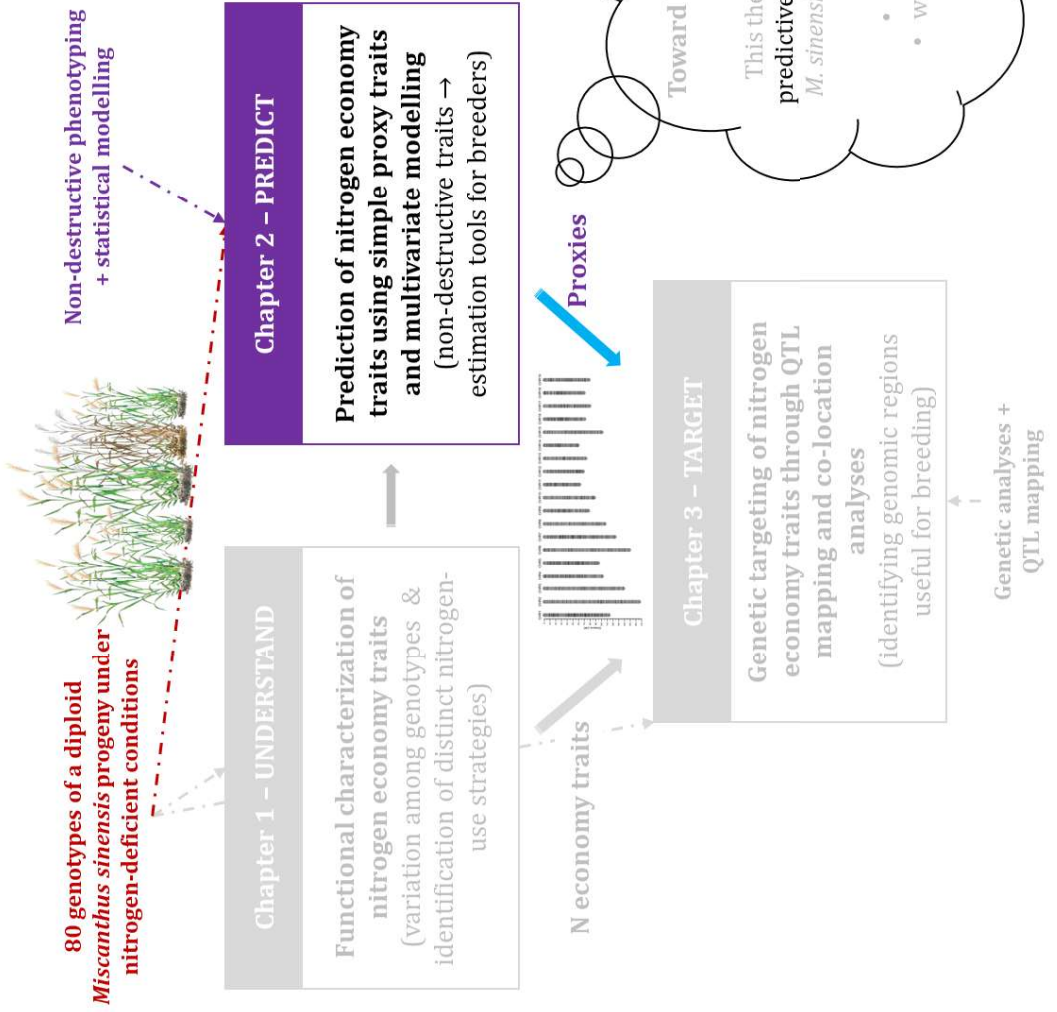 80 genotypes of a diploid
Miscanthus sinensis progeny under
nitrogen-deficient conditions
Non-destructive phenotyping
+ statistical modelling
Chapter 1 – UNDERSTAND
Functional characterization of
nitrogen economy traits
(variation among genotypes &
identification of distinct nitrogen-
use strategies)
Chapter 2 – PREDICT
Prediction of nitrogen economy
traits using simple proxy traits
and multivariate modelling
(non-destructive traits →
estimation tools for breeders)
N economy traits
Proxies
Chapter 3 – TARGET
Genetic targeting of nitrogen
economy traits through QTL
mapping and co-location
analyses
(identifying genomic regions
useful for breeding)
Genetic analyses +
QTL mapping
Toward
This the
predictive
M. sinensi
•
• w